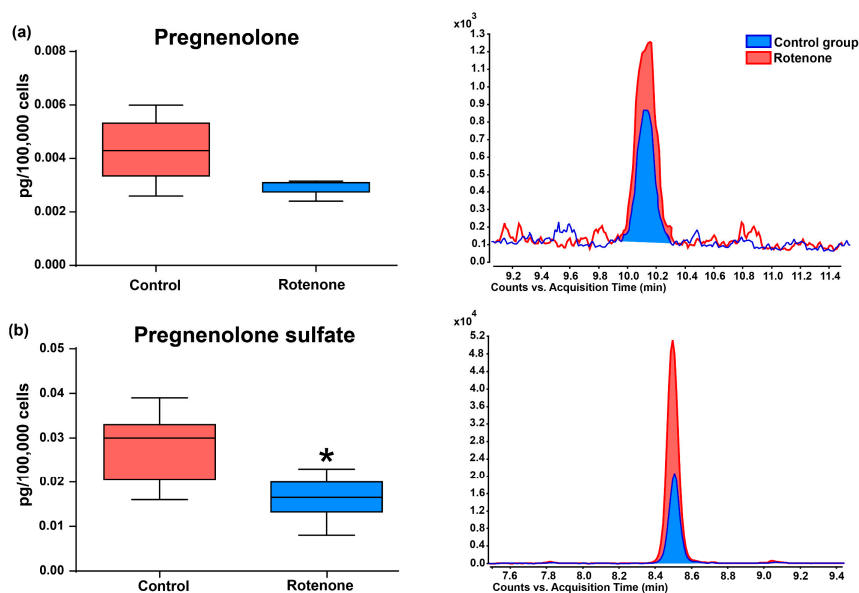 (a)
Pregnenolone
pg/100,000 cells
0.008
0.006
0.004
0.002
0.000
Control
Rotenone
x10³
1.3
1.2
1.1
1
0.9
0.8
0.7
0.6
0.5
0.4
0.3
0.2
0.1
0
Control group
Rotenone
9.2 9.4 9.6 9.8 10.0 10.2 10.4 10.6 10.8 11.0 11.2 11.4
Counts vs. Acquisition Time (min)
(b)
Pregnenolone sulfate
pg/100,000 cells
0.05
0.04
0.03
0.02
0.01
0.00
*
Control
Rotenone
x10⁴
5.2
4.8
4.4
4
3.6
3.2
2.8
2.4
2
1.6
1.2
0.8
0.4
0
7.6 7.8 8.2 8.4 8.6 8.8 9.0 9.2 9.4
Counts vs. Acquisition Time (min)